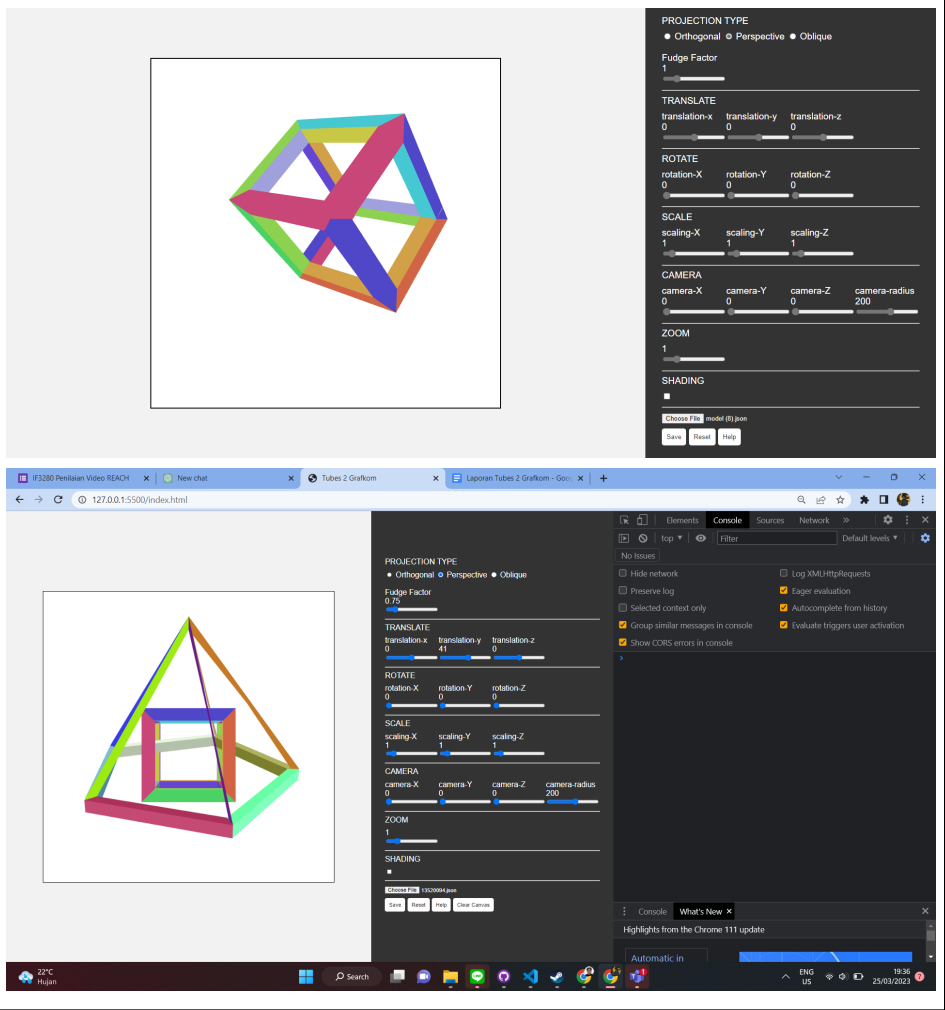 PROJECTION TYPE
Orthogonal Perspective Oblique
Fudge Factor
1
TRANSLATE
translation-x translation-y translation-z
0 0 0
ROTATE
rotation-X rotation-Y rotation-Z
0 0 0
SCALE
scaling-X scaling-Y scaling-Z
1 1 1
CAMERA
camera-X camera-Y camera-Z camera-radius
0 0 0 200
ZOOM
1
SHADING
Choose File model (8).json
Save Reset Help
IF3280 Penilaian Video REACH New chat Tubes 2 Grafkom Laporan Tubes 2 Grafkom - Goo
127.0.0.1:5500/index.html
Elements Console Sources Network
top Filter Default levels
No Issues
Hide network Log XMLHttpRequests
Preserve log Eager evaluation
Selected context only Autocomplete from history
Group similar messages in console Evaluate triggers user activation
Show CORS errors in console
PROJECTION TYPE
Orthogonal Perspective Oblique
Fudge Factor
0.75
TRANSLATE
translation-x translation-y translation-z
0 41 0
ROTATE
rotation-X rotation-Y rotation-Z
0 0 0
SCALE
scaling-X scaling-Y scaling-Z
1 1 1
CAMERA
camera-X camera-Y camera-Z camera-radius
0 0 0 200
ZOOM
1
SHADING
Choose File 13520094.json
Save Reset Help Clear Canvas
Console What's New
Highlights from the Chrome 111 update
Automatic in
22°C
Hujan
Search
ENG
US
19:36
25/03/2023